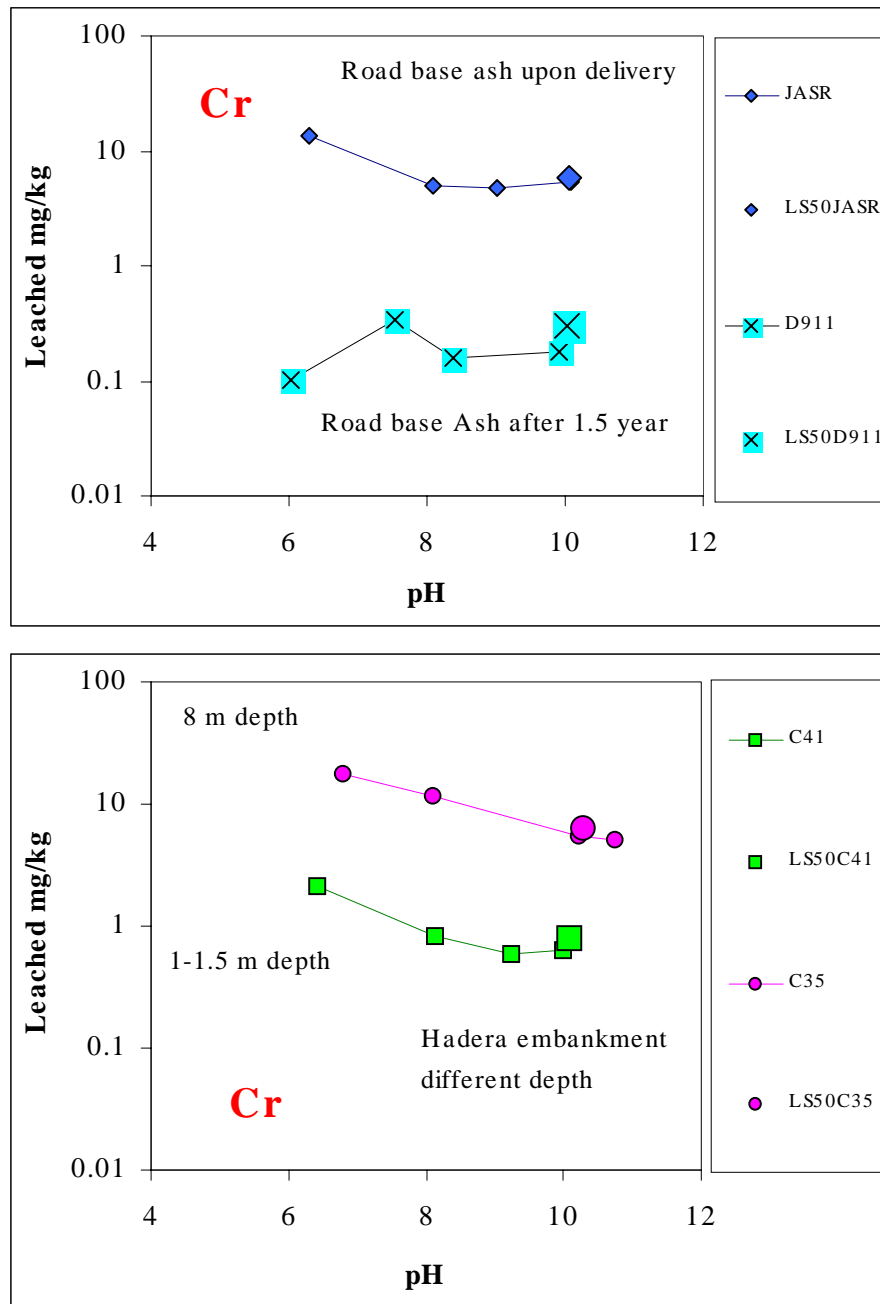 100
10
1
0.1
0.01
Leached mg/kg
Road base ash upon delivery
Cr
Road base Ash after 1.5 year
4 6 8 10 12
pH
JASR
LS50JASR
D911
LS50D911
100
10
1
0.1
0.01
Leached mg/kg
8 m depth
1-1.5 m depth
Hadera embankment
different depth
Cr
4 6 8 10 12
pH
C41
LS50C41
C35
LS50C35